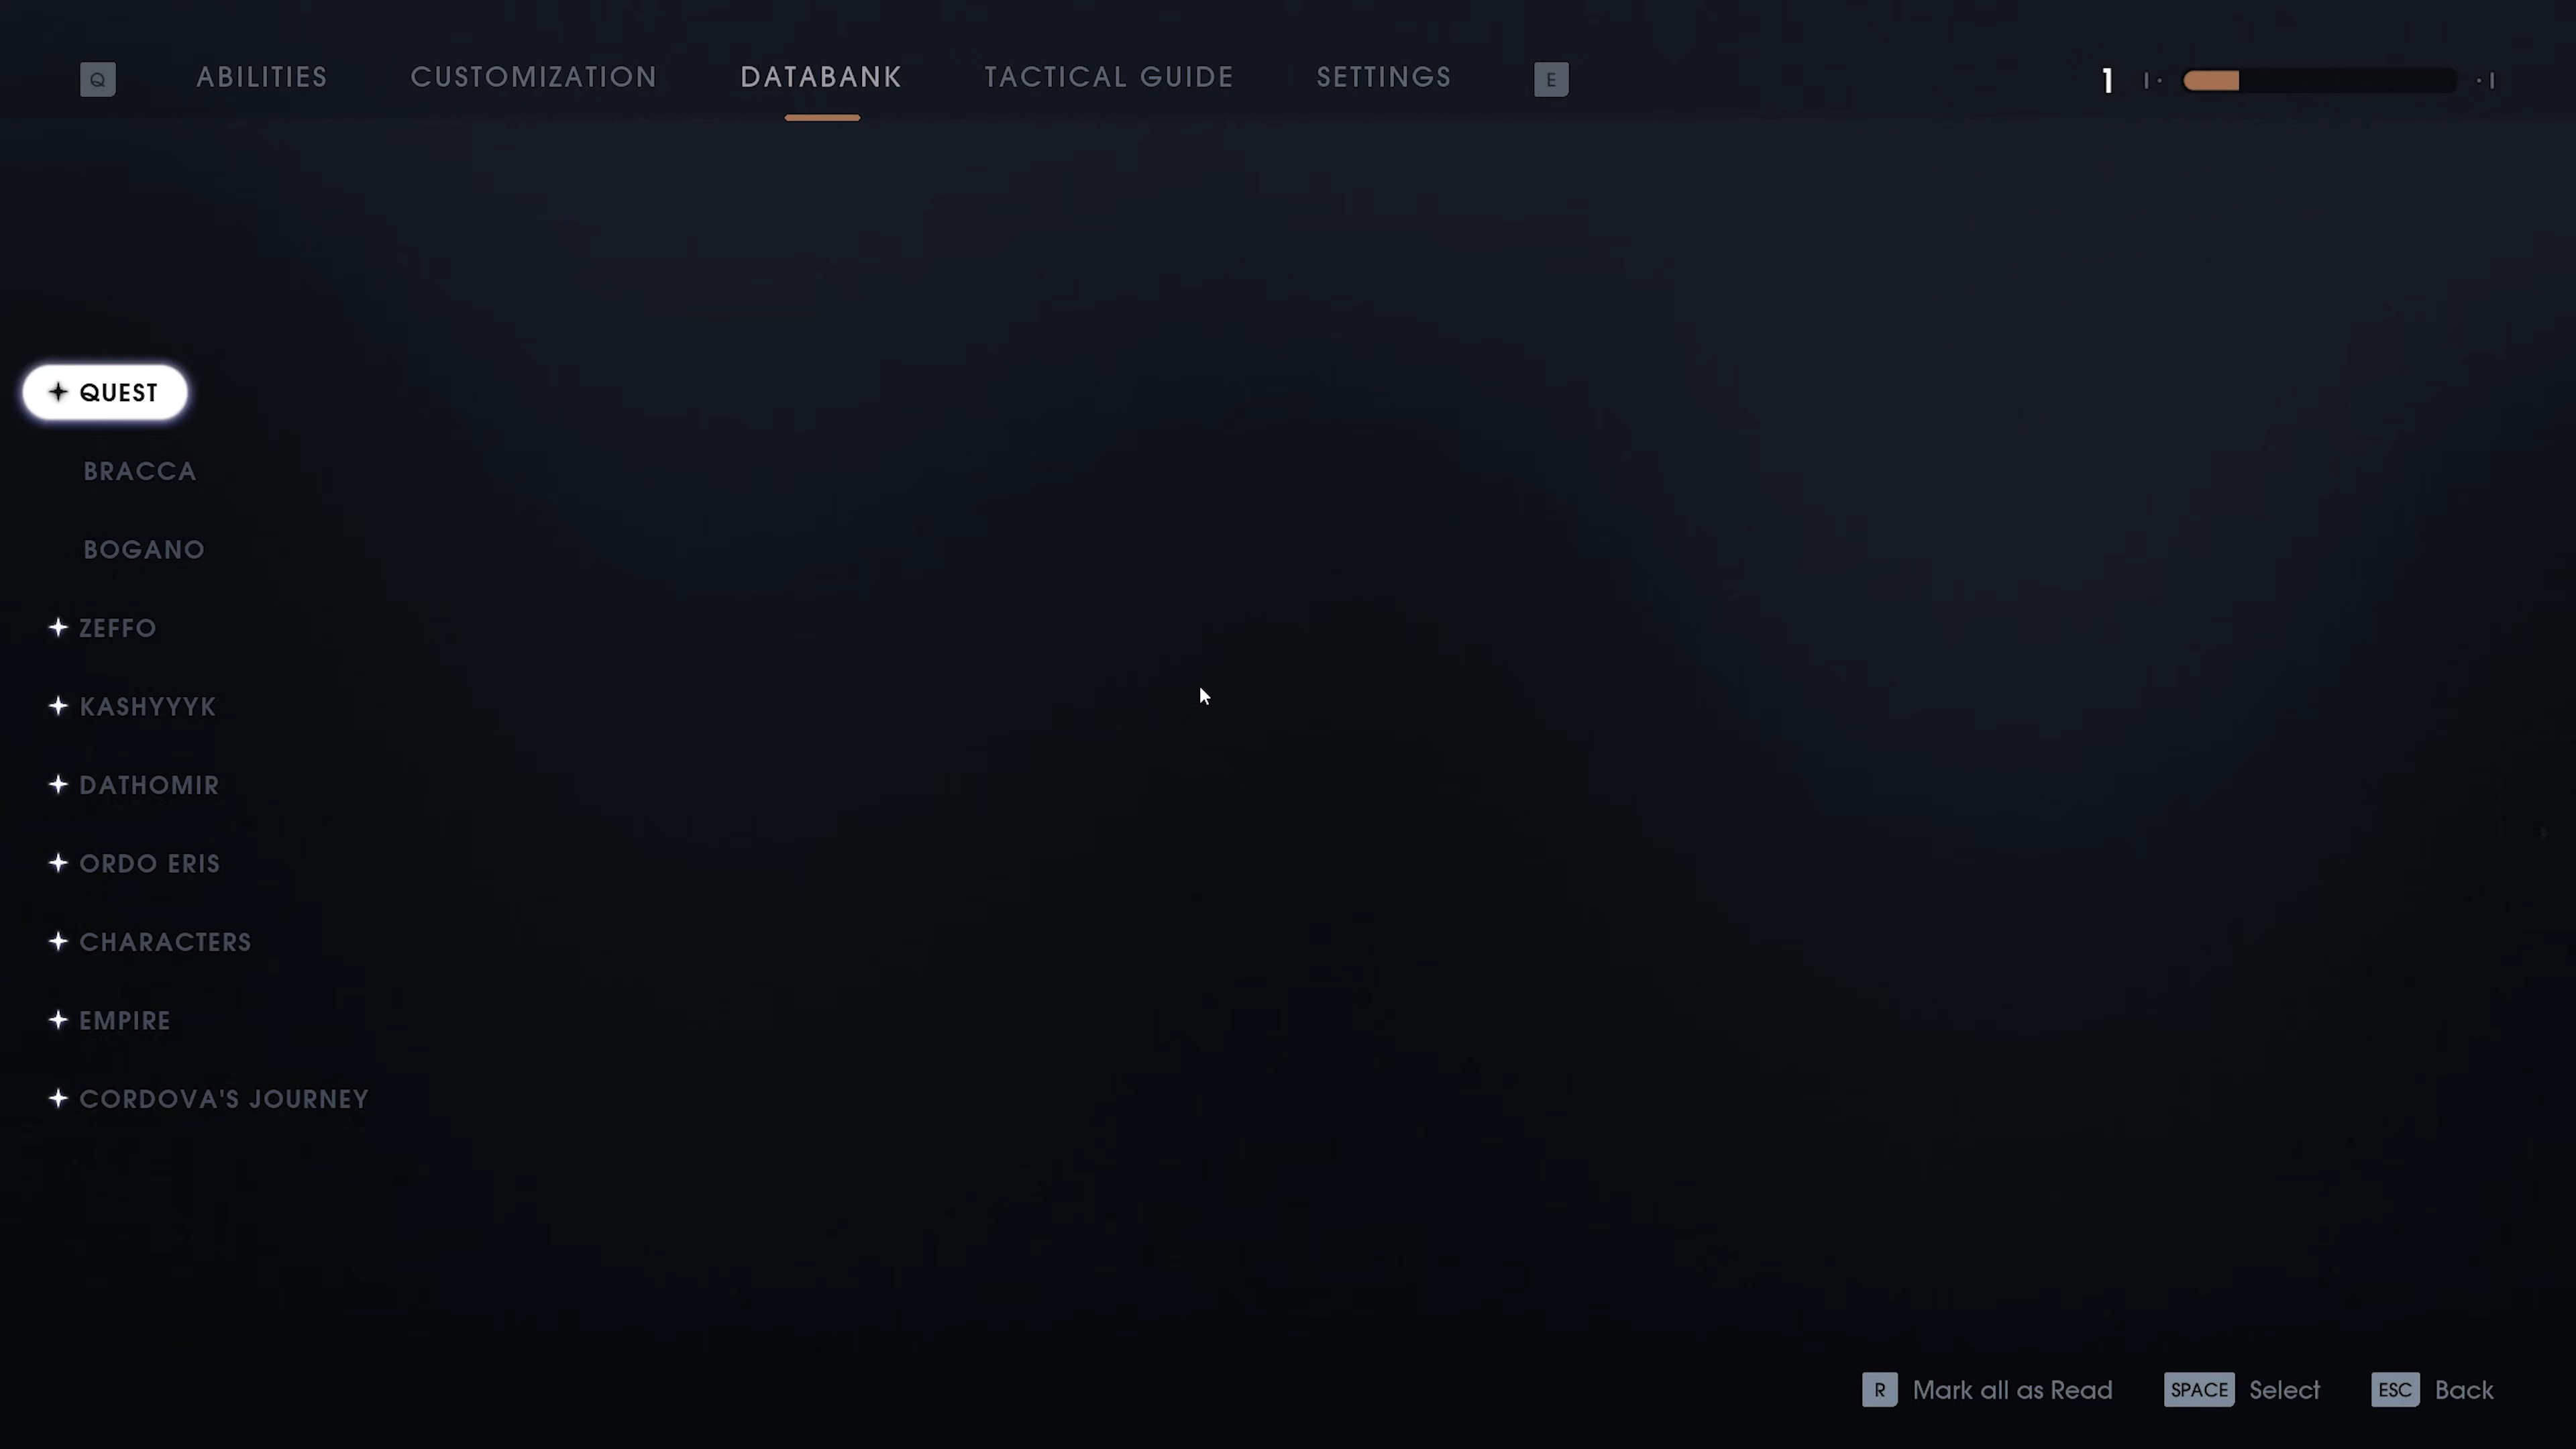 Q ABILITIES CUSTOMIZATION DATABANK TACTICAL GUIDE SETTINGS E 1
QUEST
BRACCA
BOGANO
ZEFFO
KASHYYYK
DATHOMIR
ORDO ERIS
CHARACTERS
EMPIRE
CORDOVA'S JOURNEY
R Mark all as Read SPACE Select ESC Back